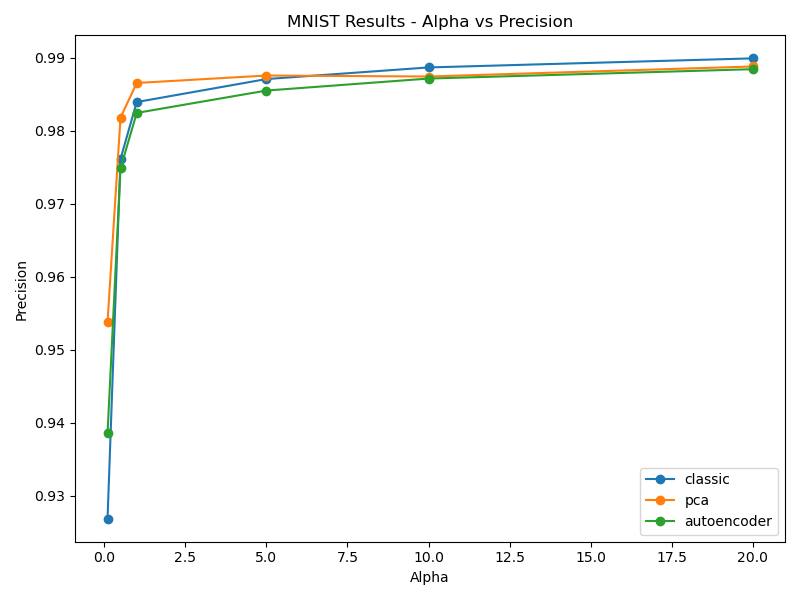 MNIST Results - Alpha vs Precision
0.99
0.98
0.97
0.96
0.95
0.94
0.93
Precision
0.0 2.5 5.0 7.5 10.0 12.5 15.0 17.5 20.0
Alpha
classic
pca
autoencoder